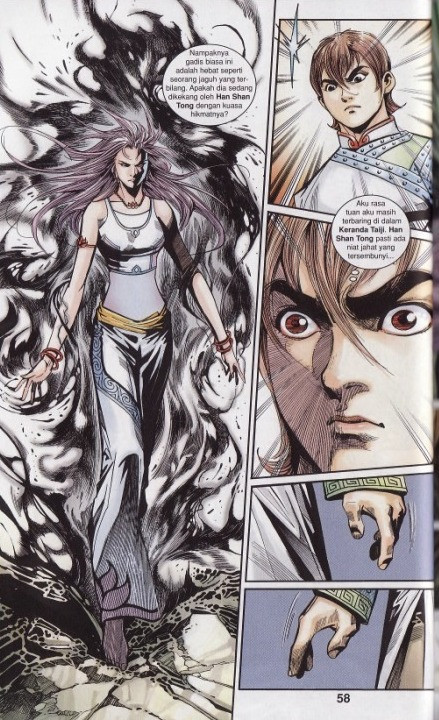 Nampaknya
gadis biasa ini
adalah hebat seperti
seorang jaguh yang ter-
bilang. Apakah dia sedang
dikekang oleh Han Shan
Tong dengan kuasa
hikmatnya?
Aku rasa
tuan aku masih
terbaring di dalam
Keranda Taiji. Han
Shan Tong pasti ada
niat jahat yang
tersembunyi...
58